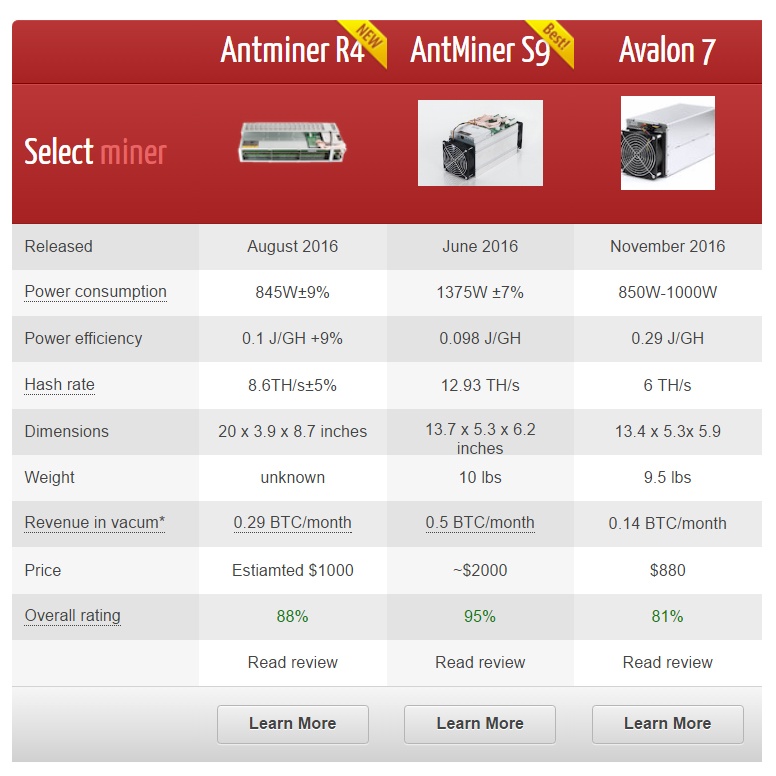 Antminer R4 NEW AntMiner S9 Best! Avalon 7
Select miner
Released August 2016 June 2016 November 2016
Power consumption 845W±9% 1375W ±7% 850W-1000W
Power efficiency 0.1 J/GH +9% 0.098 J/GH 0.29 J/GH
Hash rate 8.6TH/s±5% 12.93 TH/s 6 TH/s
Dimensions 20 x 3.9 x 8.7 inches 13.7 x 5.3 x 6.2 13.4 x 5.3x 5.9
inches
Weight unknown 10 lbs 9.5 lbs
Revenue in vacum* 0.29 BTC/month 0.5 BTC/month 0.14 BTC/month
Price Estiamted $1000 ~$2000 $880
Overall rating 88% 95% 81%
Read review Read review Read review
Learn More Learn More Learn More